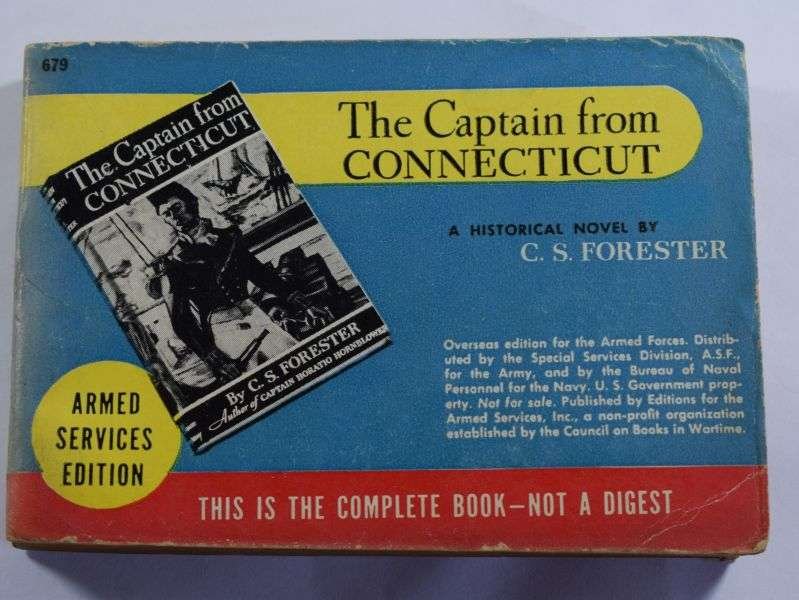 679
The Captain from
CONNECTICUT
The Captain from
CONNECTICUT
By C. S. FORESTER
Author of CAPTAIN HORATIO HORNBLOWER
A HISTORICAL NOVEL BY
C. S. FORESTER
Overseas edition for the Armed Forces. Distrib-
uted by the Special Services Division, A.S.F.,
for the Army, and by the Bureau of Naval
Personnel for the Navy. U. S. Government prop-
erty. Not for sale. Published by Editions for the
Armed Services, Inc., a non-profit organization
established by the Council on Books in Wartime.
ARMED
SERVICES
EDITION
THIS IS THE COMPLETE BOOK—NOT A DIGEST